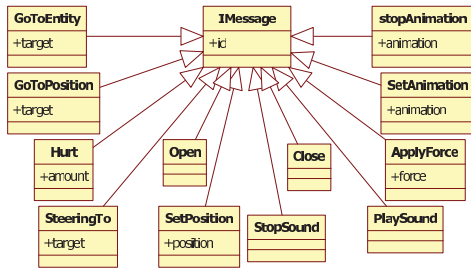 GoToEntity
+target
IMessage
+id
stopAnimation
+animation
GoToPosition
+target
SetAnimation
+animation
Hurt
+amount
Open
Close
ApplyForce
+force
SteeringTo
+target
SetPosition
+position
StopSound
PlaySound